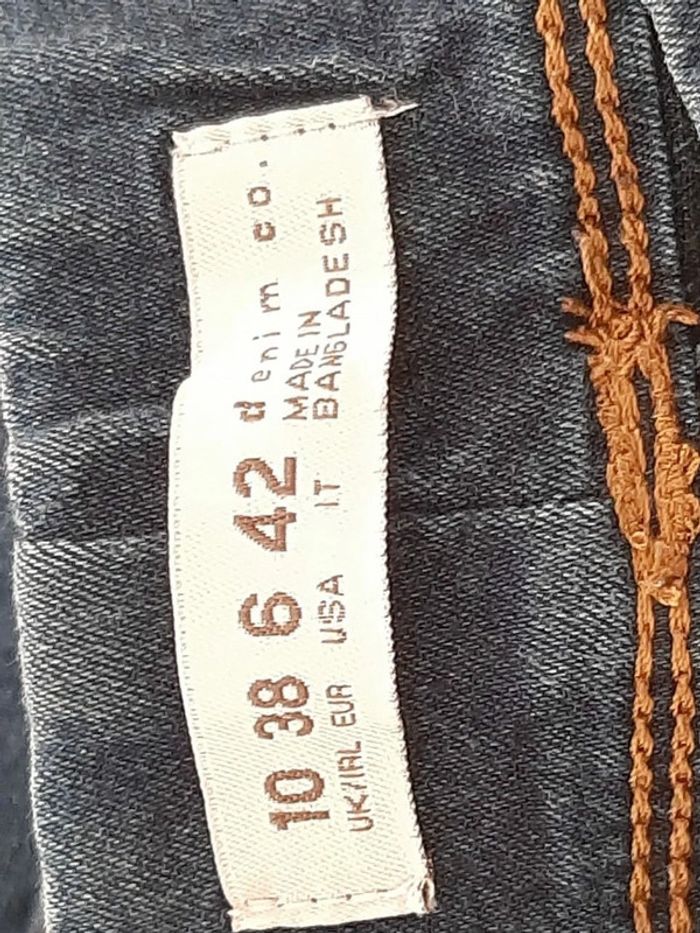 10 38 6 42 denim co.
UK/IRL EUR USA IT MADE IN
BANGLADESH